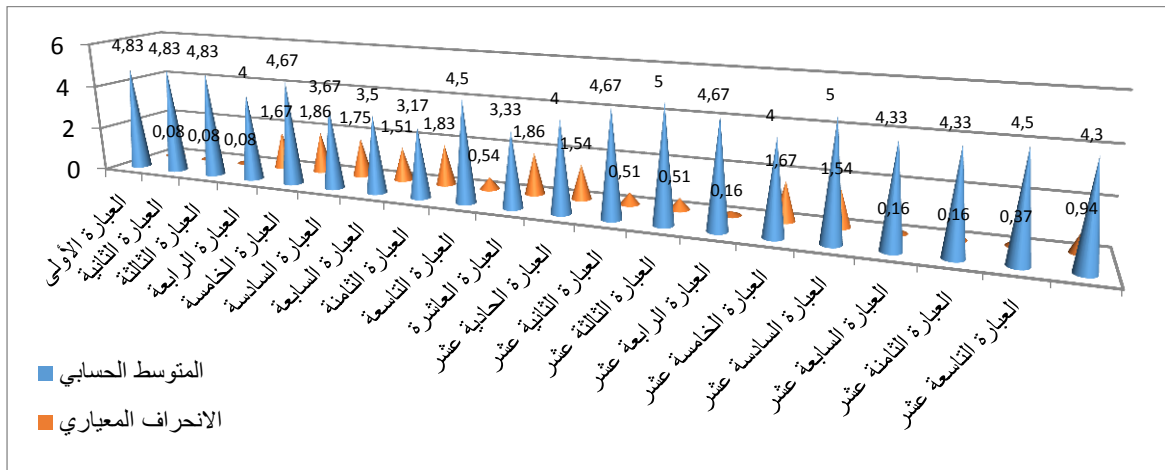 6
4
2
0
4,83
4,83
4,83
4
4,67
3,67
3,5
3,17
4,5
3,33
4
4,67
5
4,67
4
5
4,33
4,33
4,5
4,3
0,08
0,08
0,08
1,67
1,86
1,75
1,51
1,83
0,54
1,86
1,54
0,51
0,51
0,16
1,67
1,54
0,16
0,16
0,37
0,94
العبارة الأولى
العبارة الثانية
العبارة الثالثة
العبارة الرابعة
العبارة الخامسة
العبارة السادسة
العبارة السابعة
العبارة الثامنة
العبارة التاسعة
العبارة العاشرة
العبارة الحادية عشر
العبارة الثانية عشر
العبارة الثالثة عشر
العبارة الرابعة عشر
العبارة الخامسة عشر
العبارة السادسة عشر
العبارة السابعة عشر
العبارة الثامنة عشر
العبارة التاسعة عشر
المتوسط الحسابي
الانحراف المعياري